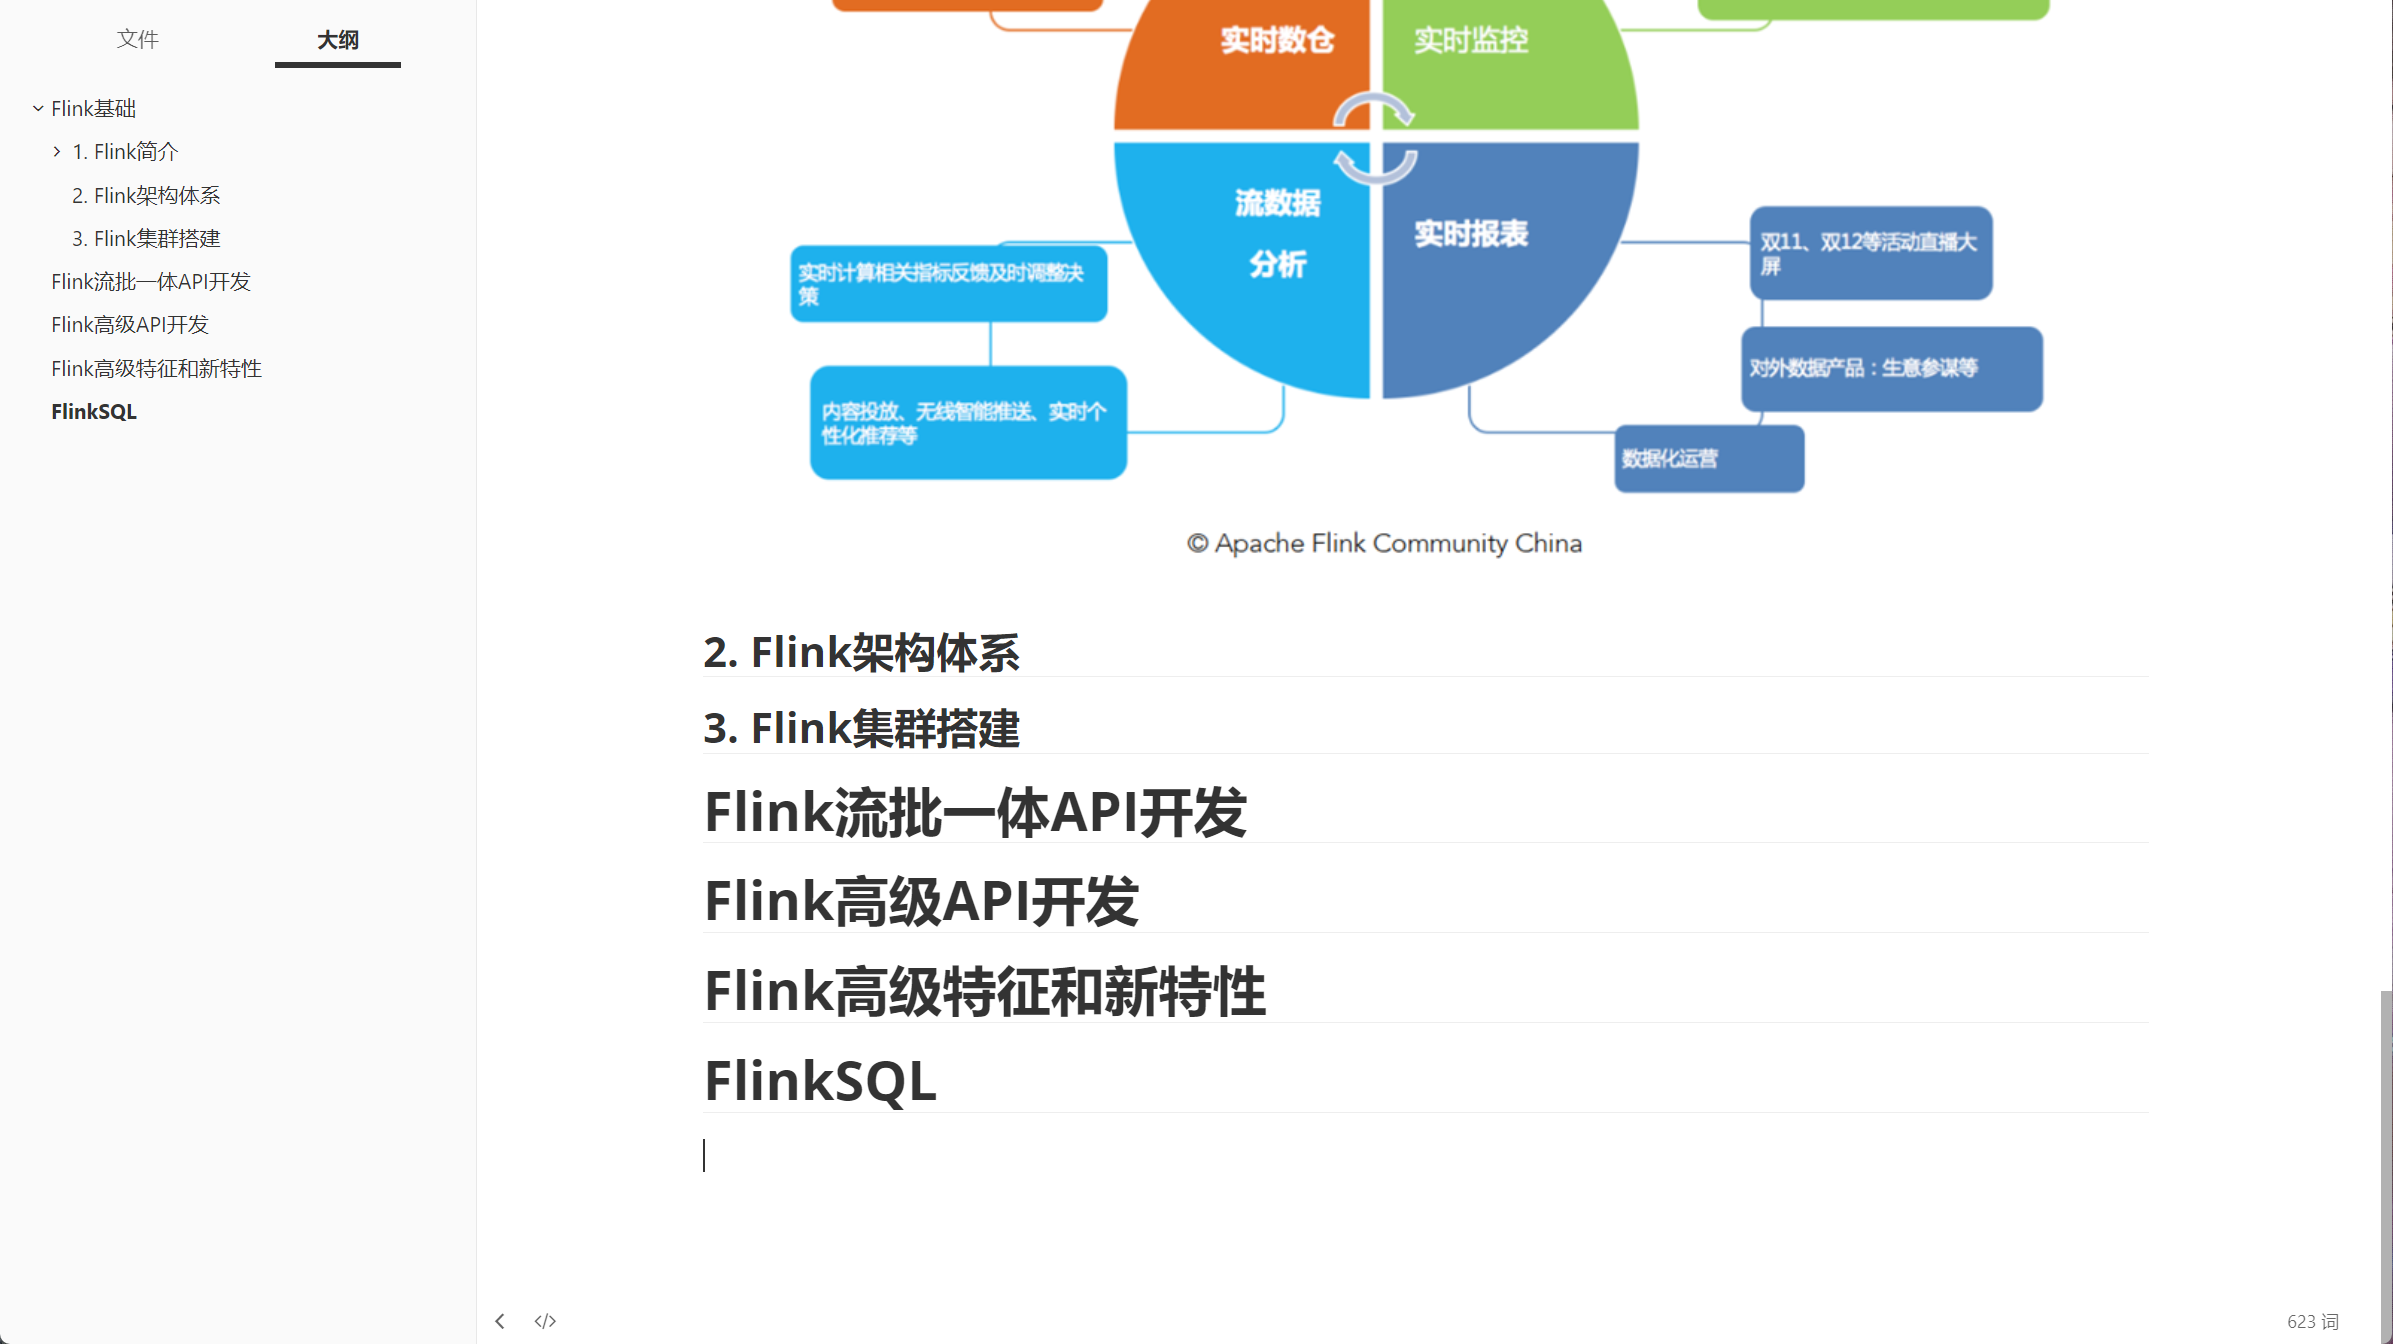 文件
大纲
Flink基础
1. Flink简介
2. Flink架构体系
3. Flink集群搭建
Flink流批一体API开发
Flink高级API开发
Flink高级特征和新特性
FlinkSQL
实时数仓
实时监控
流数据
分析
实时报表
实时计算相关指标反馈及时调整决
策
内容投放、无线智能推送、实时个
性化推荐等
双11、双12等活动直播大
屏
对外数据产品：生意参谋等
数据化运营
© Apache Flink Community China
2. Flink架构体系
3. Flink集群搭建
Flink流批一体API开发
Flink高级API开发
Flink高级特征和新特性
FlinkSQL
</>
623 词